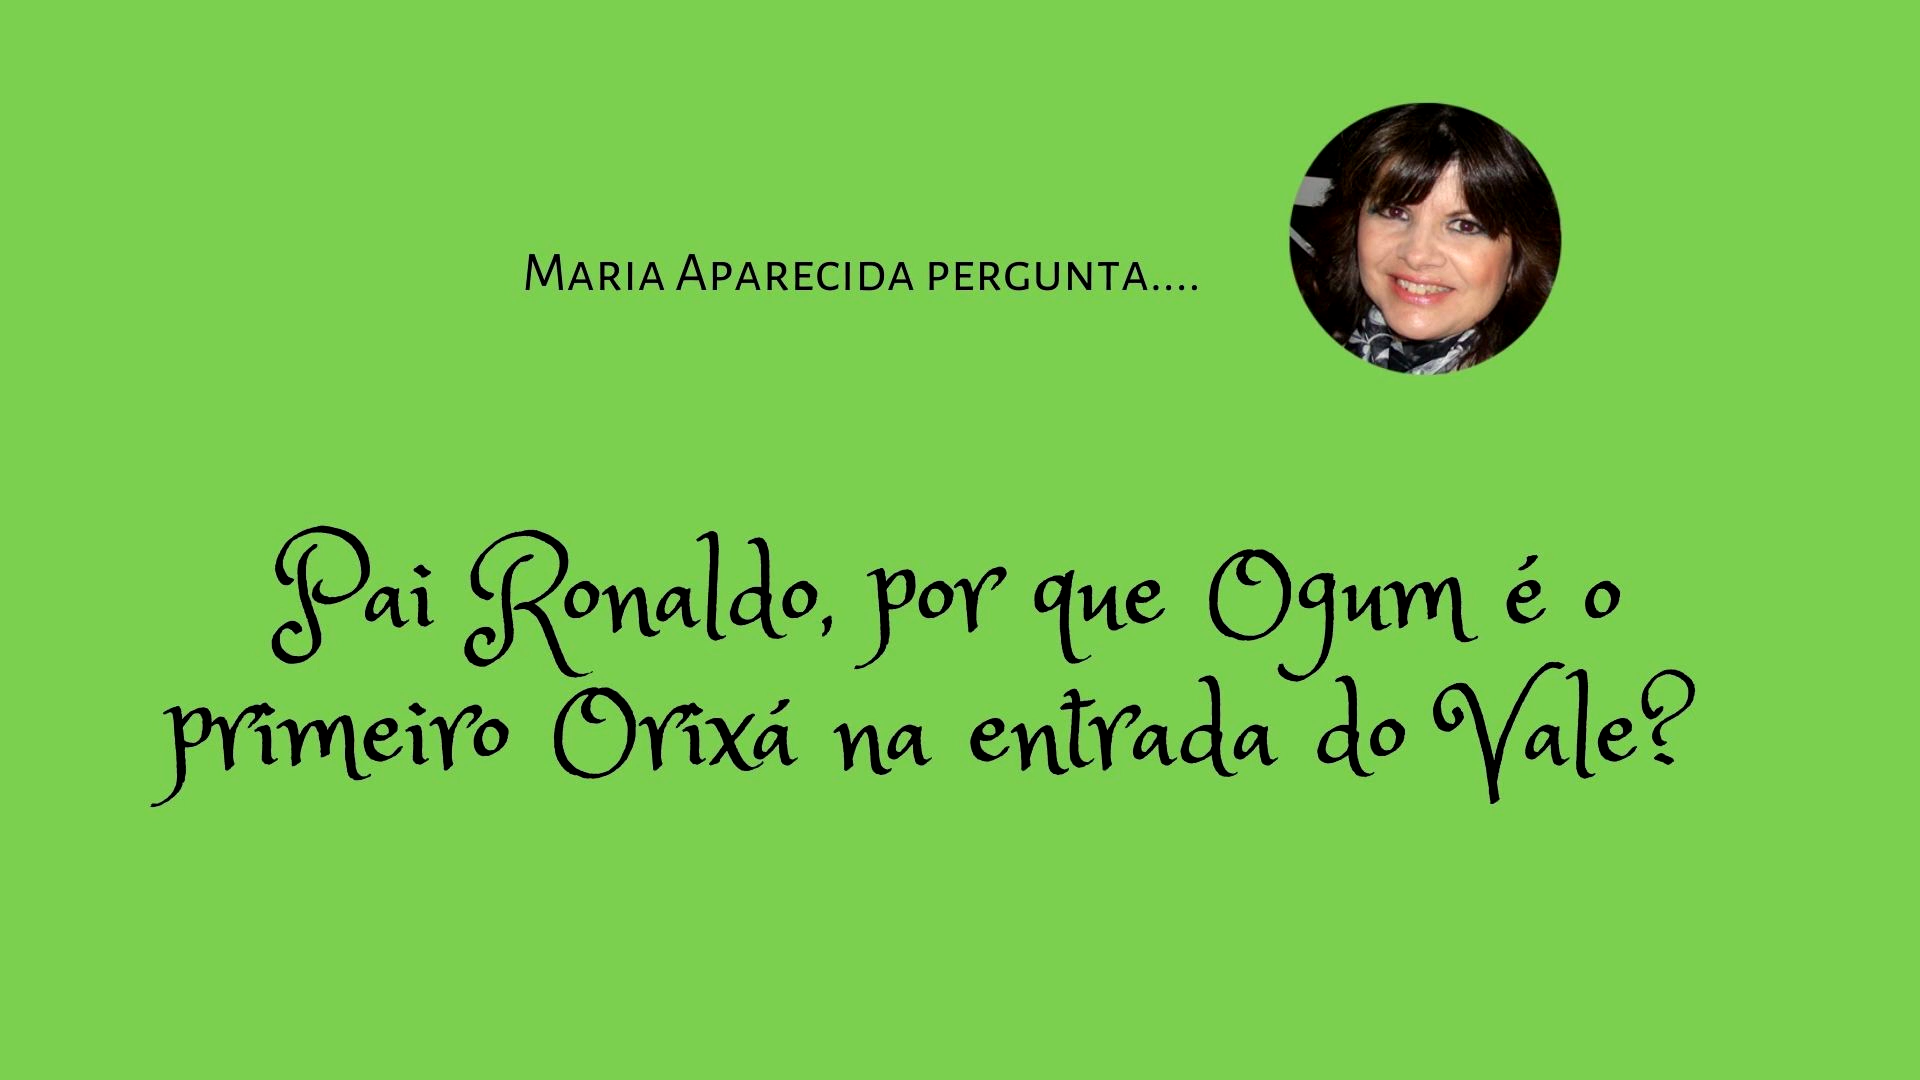 Maria Aparecida pergunta....
Pai Ronaldo, por que Ogum é o
primeiro Orixá na entrada do Vale?